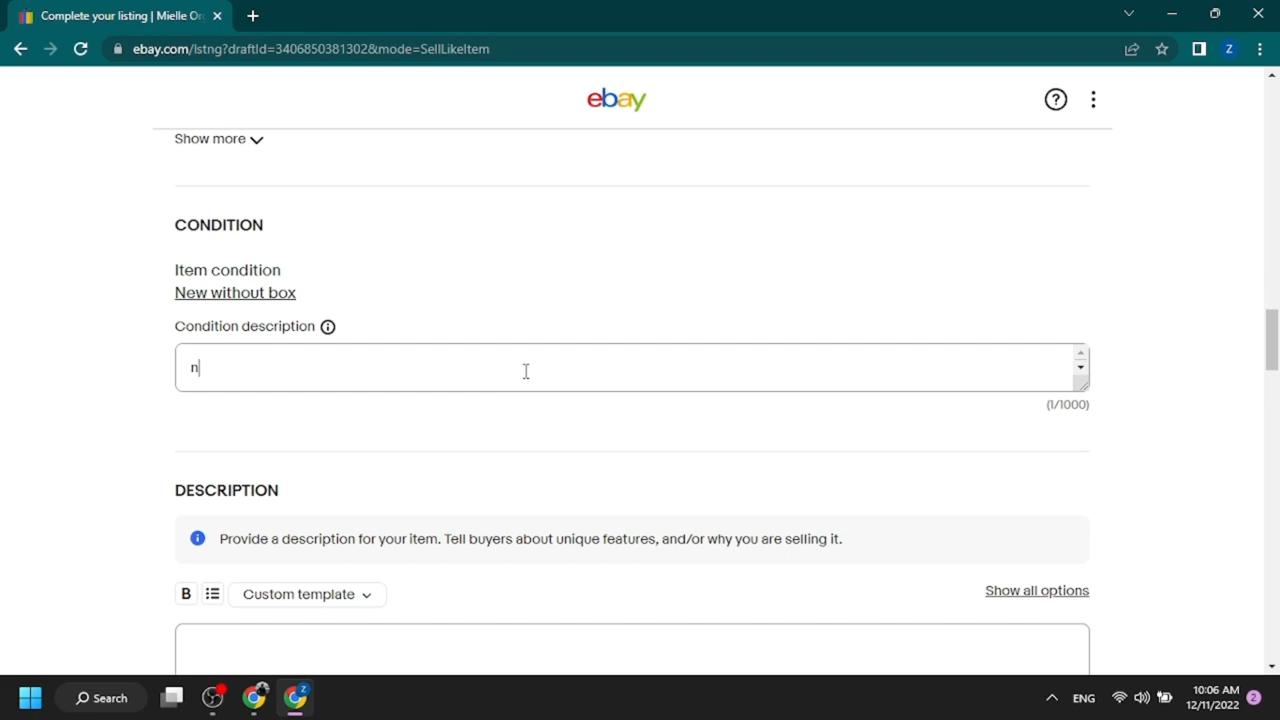 Complete your listing | Mielle Or
ebay.com/lstng?draftId=3406850381302&mode=SellLikeItem
Z
ebay
Show more
CONDITION
Item condition
New without box
Condition description
n
(1/1000)
DESCRIPTION
Provide a description for your item. Tell buyers about unique features, and/or why you are selling it.
B
Custom template
Show all options
Search
Z
ENG
10:06 AM
12/11/2022
2